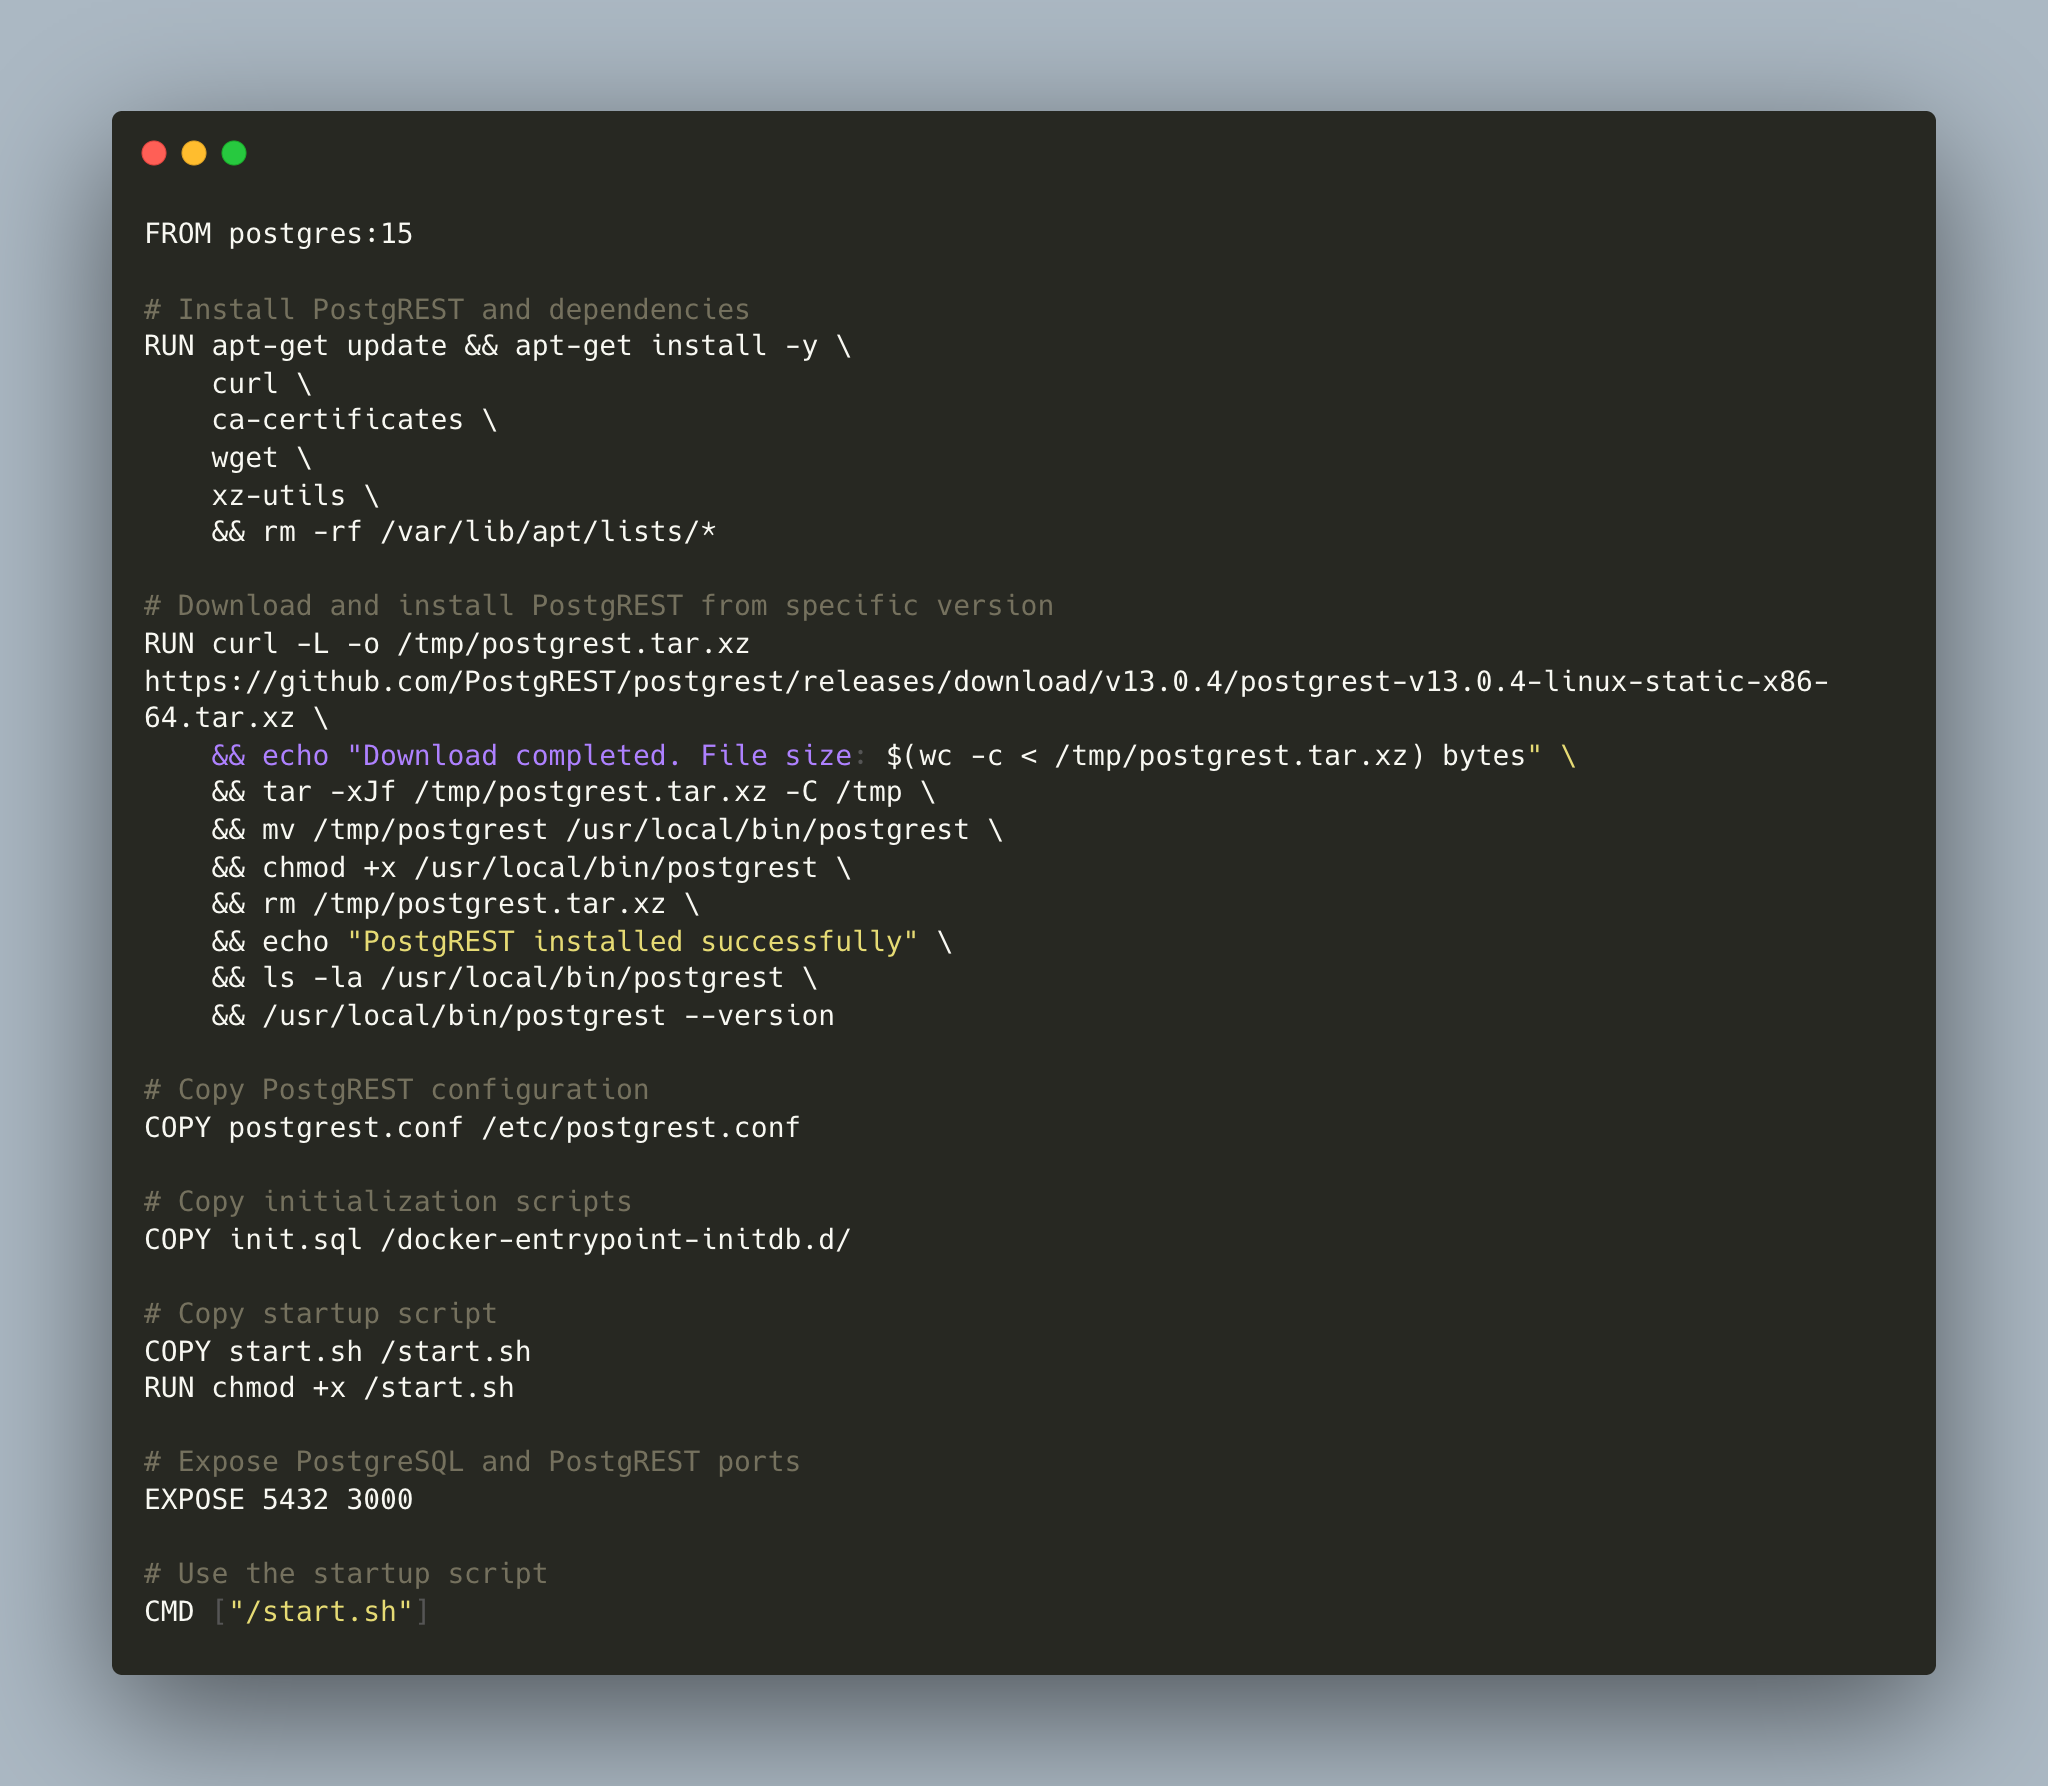 FROM postgres:15

# Install PostgREST and dependencies
RUN apt-get update && apt-get install -y \
    curl \
    ca-certificates \
    wget \
    xz-utils \
    && rm -rf /var/lib/apt/lists/*

# Download and install PostgREST from specific version
RUN curl -L -o /tmp/postgrest.tar.xz
https://github.com/PostgREST/postgrest/releases/download/v13.0.4/postgrest-v13.0.4-linux-static-x86-
64.tar.xz \
    && echo "Download completed. File size: $(wc -c < /tmp/postgrest.tar.xz) bytes" \
    && tar -xJf /tmp/postgrest.tar.xz -C /tmp \
    && mv /tmp/postgrest /usr/local/bin/postgrest \
    && chmod +x /usr/local/bin/postgrest \
    && rm /tmp/postgrest.tar.xz \
    && echo "PostgREST installed successfully" \
    && ls -la /usr/local/bin/postgrest \
    && /usr/local/bin/postgrest --version

# Copy PostgREST configuration
COPY postgrest.conf /etc/postgrest.conf

# Copy initialization scripts
COPY init.sql /docker-entrypoint-initdb.d/

# Copy startup script
COPY start.sh /start.sh
RUN chmod +x /start.sh

# Expose PostgreSQL and PostgREST ports
EXPOSE 5432 3000

# Use the startup script
CMD ["/start.sh"]